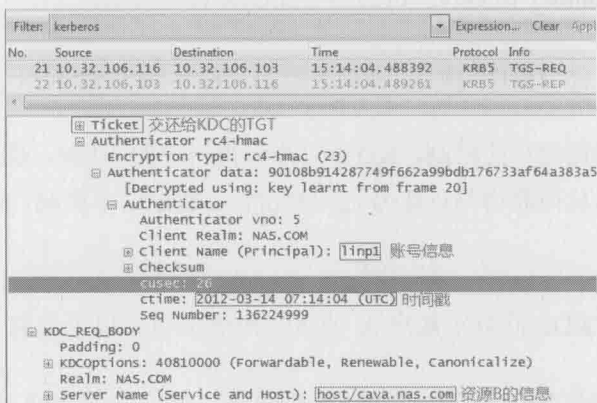 Filter: kerberos Expression... Clear Appl
No. Source Destination Time Protocol Info
21 10.32.106.116 10.32.106.103 15:14:04.488392 KRB5 TGS-REQ
22 10.32.106.103 10.32.106.116 15:14:04.489261 KRB5 TGS-REP
Ticket 交还给KDC的TGT
Authenticator rc4-hmac
Encryption type: rc4-hmac (23)
Authenticator data: 90108b914287749f662a99bdb176733af64a383a5
[Decrypted using: key learnt from frame 20]
Authenticator
Authenticator vno: 5
Client Realm: NAS.COM
Client Name (Principal): linp1 账号信息
Checksum
cusec: 26
ctime: 2012-03-14 07:14:04 (UTC) 时间戳
Seq Number: 136224999
KDC_REQ_BODY
Padding: 0
KDCOptions: 40810000 (Forwardable, Renewable, Canonicalize)
Realm: NAS.COM
Server Name (Service and Host): host/cava.nas.com 资源B的信息